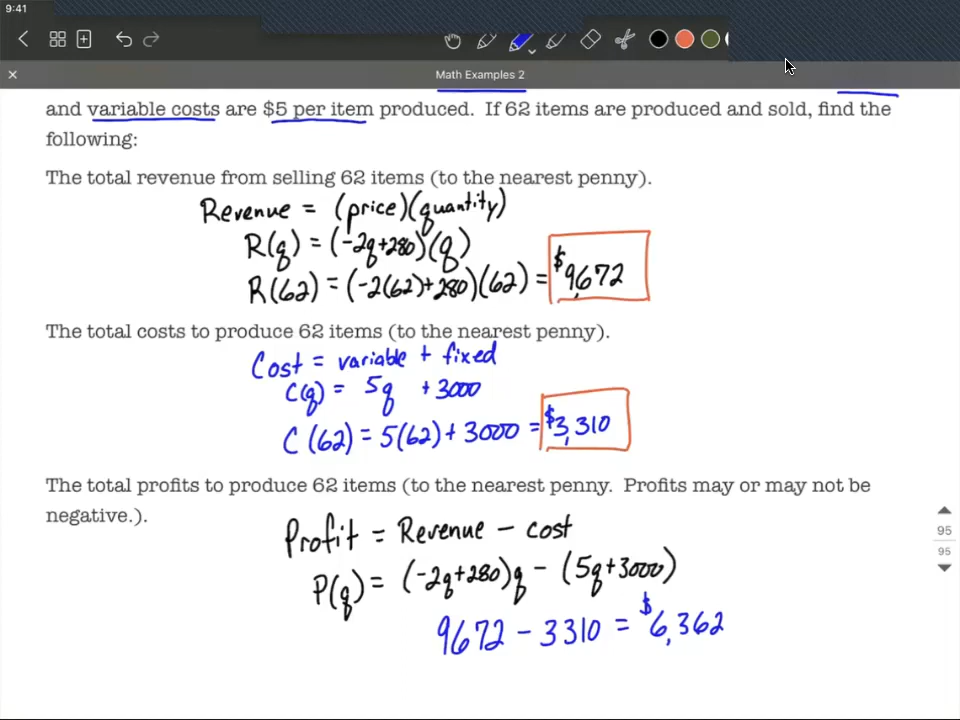 9:41
Math Examples 2
and variable costs are $5 per item produced. If 62 items are produced and sold, find the
following:
The total revenue from selling 62 items (to the nearest penny).
Revenue = (price)(quantity)
R(q) = (-2q+280)(q)
R(62) = (-2(62)+280)(62) = $9,672
The total costs to produce 62 items (to the nearest penny).
Cost = variable + fixed
C(q) = 5q + 3000
C(62) = 5(62) + 3000 = $3,310
The total profits to produce 62 items (to the nearest penny. Profits may or may not be
negative.).
Profit = Revenue - cost
P(q) = (-2q+280)q - (5q+3000)
9672 - 3310 = $6,362
95
95